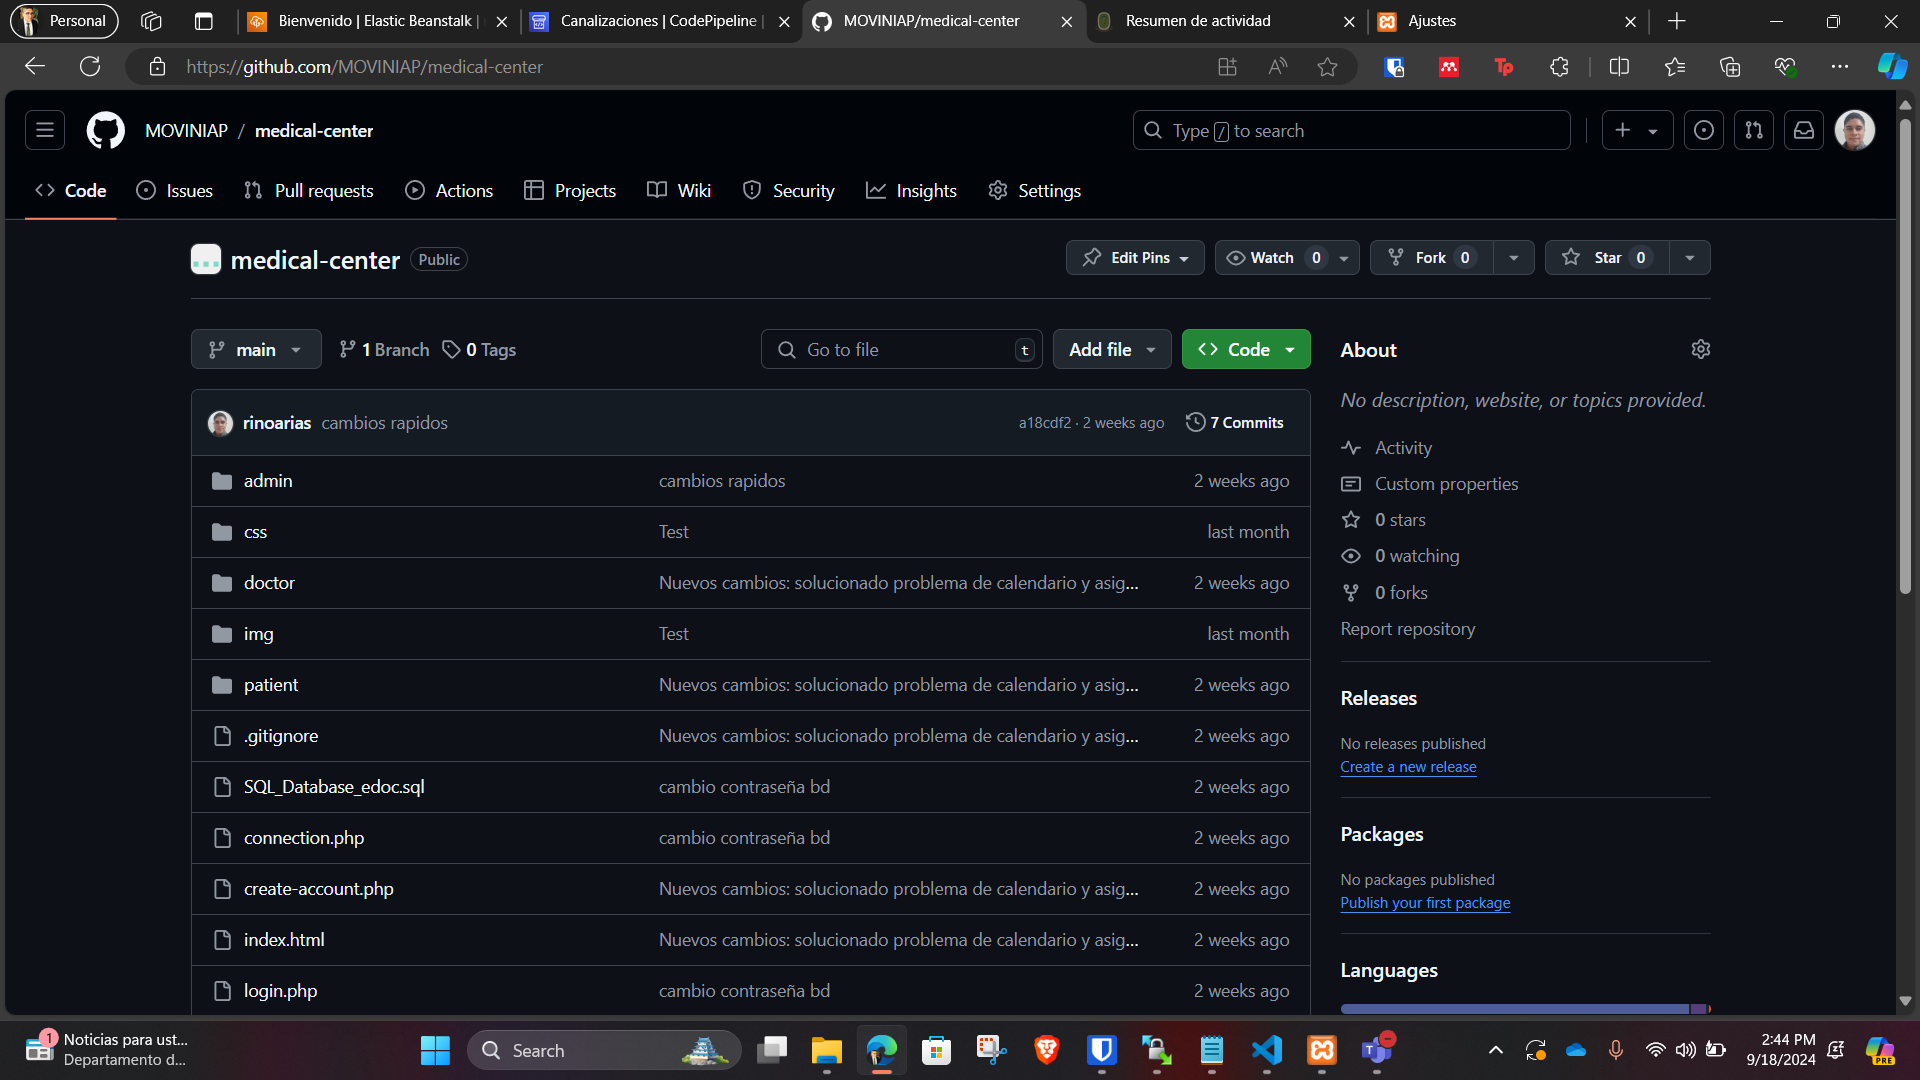 Personal
Bienvenido | Elastic Beanstalk |
Canalizaciones | CodePipeline |
MOVINIAP/medical-center
Resumen de actividad
Ajustes
https://github.com/MOVINIAP/medical-center
MOVINIAP / medical-center
Type / to search
Code
Issues
Pull requests
Actions
Projects
Wiki
Security
Insights
Settings
medical-center Public
Edit Pins
Watch 0
Fork 0
Star 0
main
1 Branch
0 Tags
Go to file t
Add file
Code
rinoarias cambios rapidos a18cdf2 · 2 weeks ago 7 Commits
admin cambios rapidos 2 weeks ago
css Test last month
doctor Nuevos cambios: solucionado problema de calendario y asig... 2 weeks ago
img Test last month
patient Nuevos cambios: solucionado problema de calendario y asig... 2 weeks ago
.gitignore Nuevos cambios: solucionado problema de calendario y asig... 2 weeks ago
SQL_Database_edoc.sql cambio contraseña bd 2 weeks ago
connection.php cambio contraseña bd 2 weeks ago
create-account.php Nuevos cambios: solucionado problema de calendario y asig... 2 weeks ago
index.html Nuevos cambios: solucionado problema de calendario y asig... 2 weeks ago
login.php cambio contraseña bd 2 weeks ago
About
No description, website, or topics provided.
Activity
Custom properties
0 stars
0 watching
0 forks
Report repository
Releases
No releases published
Create a new release
Packages
No packages published
Publish your first package
Languages
1
Noticias para ust...
Departamento d...
Search
2:44 PM
9/18/2024
PRE